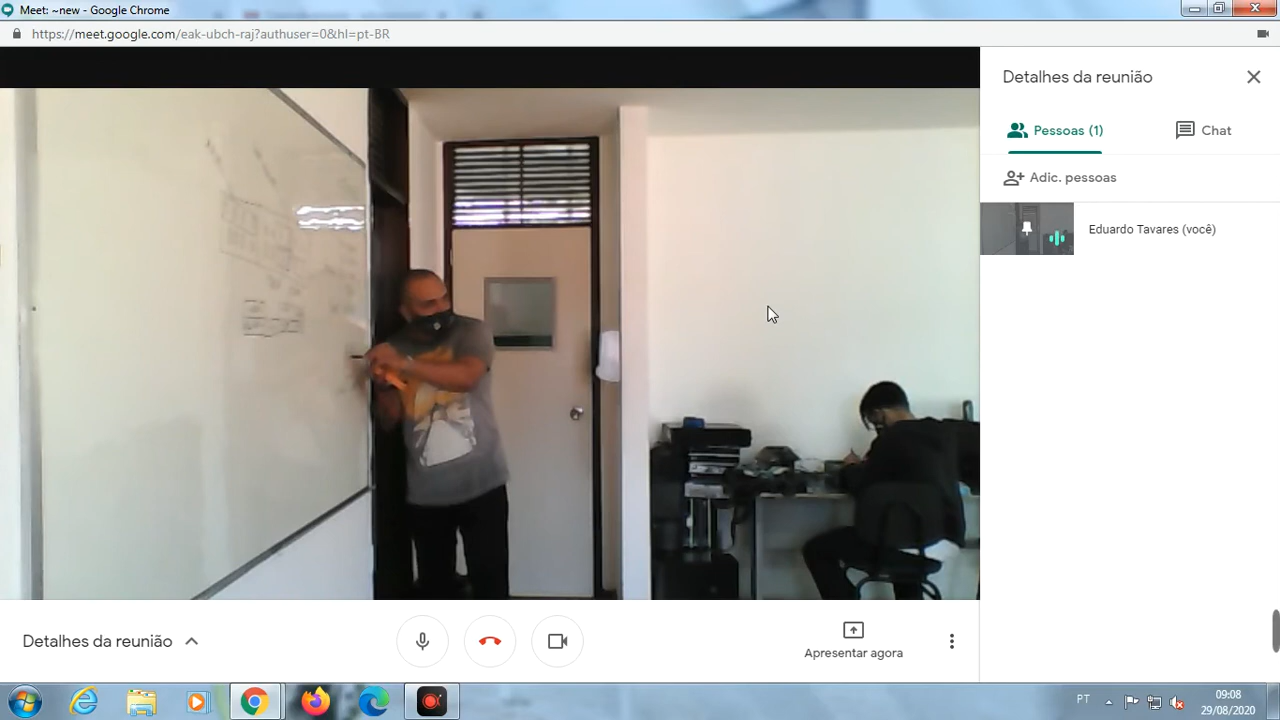 Meet: ~new - Google Chrome
https://meet.google.com/eak-ubch-raj?authuser=0&hl=pt-BR
Detalhes da reunião
Pessoas (1)
Chat
Adic. pessoas
Eduardo Tavares (você)
Detalhes da reunião
Apresentar agora
PT
09:08
29/08/2020